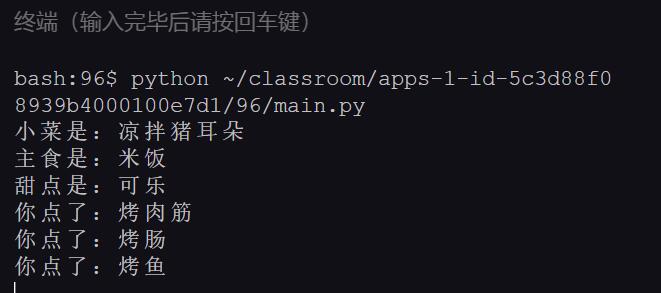 终端（输入完毕后请按回车键）
bash:96$ python ~/classroom/apps-1-id-5c3d88f0
8939b4000100e7d1/96/main.py
小菜是：凉拌猪耳朵
主食是：米饭
甜点是：可乐
你点了：烤肉筋
你点了：烤肠
你点了：烤鱼